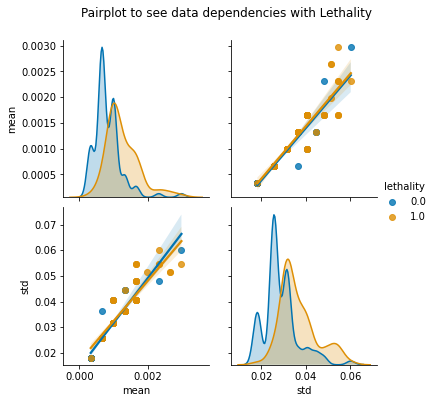 Pairplot to see data dependencies with Lethality
0.0030
0.0025
0.0020
0.0015
0.0010
0.0005
mean
lethality
0.0
1.0
0.07
0.06
0.05
0.04
0.03
0.02
std
0.000 0.002
mean
0.02 0.04 0.06
std